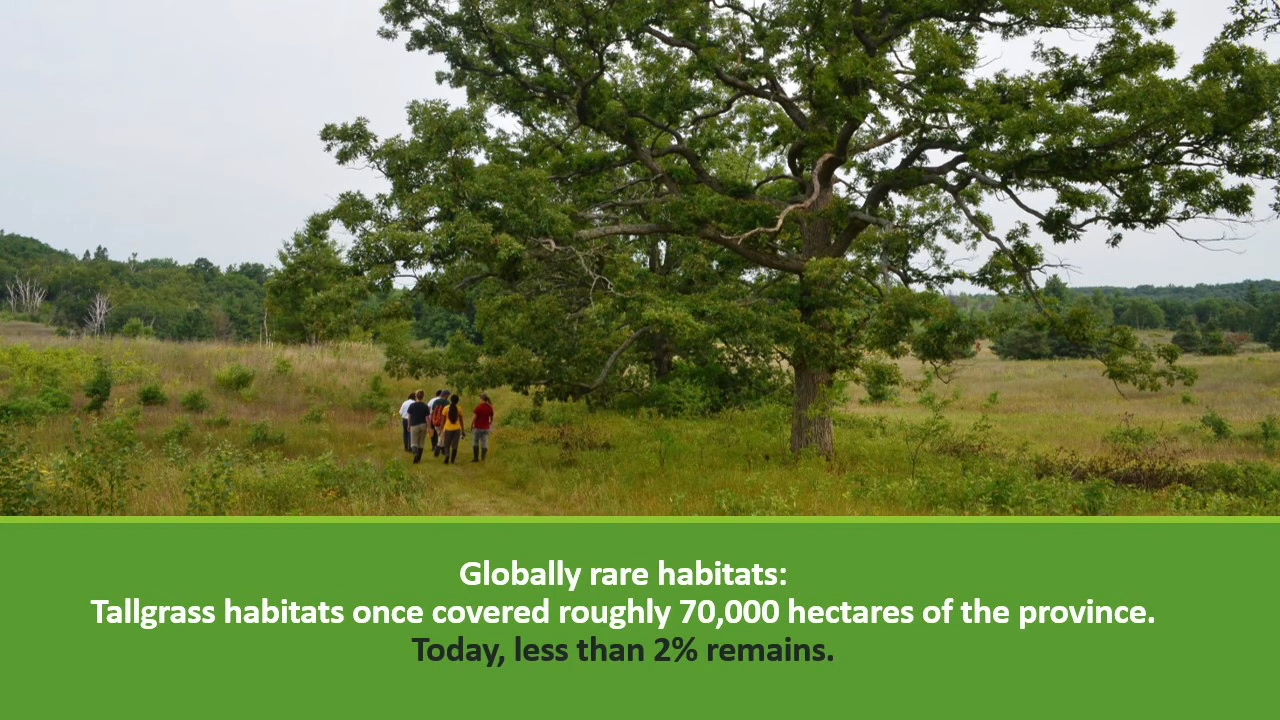 Globally rare habitats:
Tallgrass habitats once covered roughly 70,000 hectares of the province.
Today, less than 2% remains.